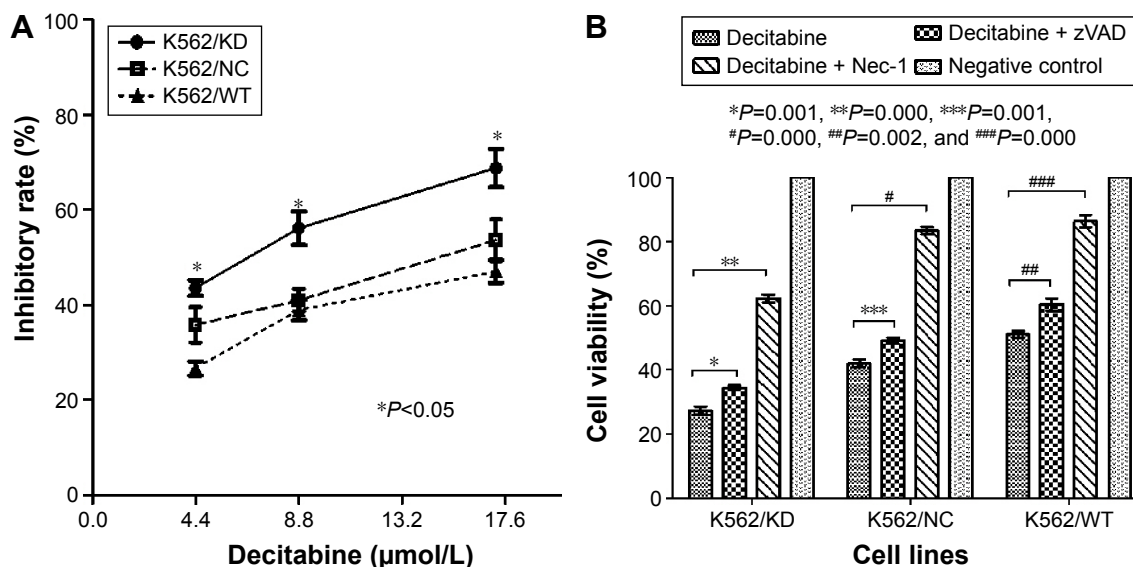 A
Inhibitory rate (%)
100
80
60
40
20
0
K562/KD
K562/NC
K562/WT
*
*
*
*P<0.05
0.0 4.4 8.8 13.2 17.6
Decitabine (μmol/L)
B
Decitabine
Decitabine + zVAD
Decitabine + Nec-1
Negative control
*P=0.001, **P=0.000, ***P=0.001,
#P=0.000, ##P=0.002, and ###P=0.000
Cell viability (%)
100
80
60
40
20
0
*
**
***
#
##
###
K562/KD K562/NC K562/WT
Cell lines